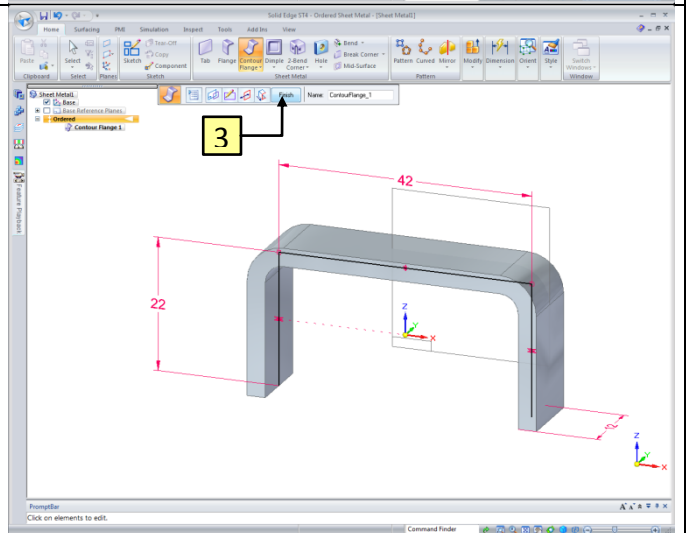 Solid Edge ST6 - Ordered Sheet Metal - [Sheet Metal1]
Home Surfacing PMI Simulation Inspect Tools Add Ins View
Paste Select Sketch Tear-Off Copy Component Tab Flange Contour Flange Dimple 2-Bend Corner Hole Bend Break Corner Mid-Surface Pattern Curved Mirror Modify Dimension Orient Style Switch Windows
Clipboard Select Planes Sketch Sheet Metal Pattern Window
Sheet Metal1
Base
Base Reference Planes
Ordered
Contour Flange 1
Finish Name: ContourFlange_1
3
Feature Playback
42
22
12
Z
Y
X
Z
Y
X
PromptBar
Click on elements to edit.
Command Finder